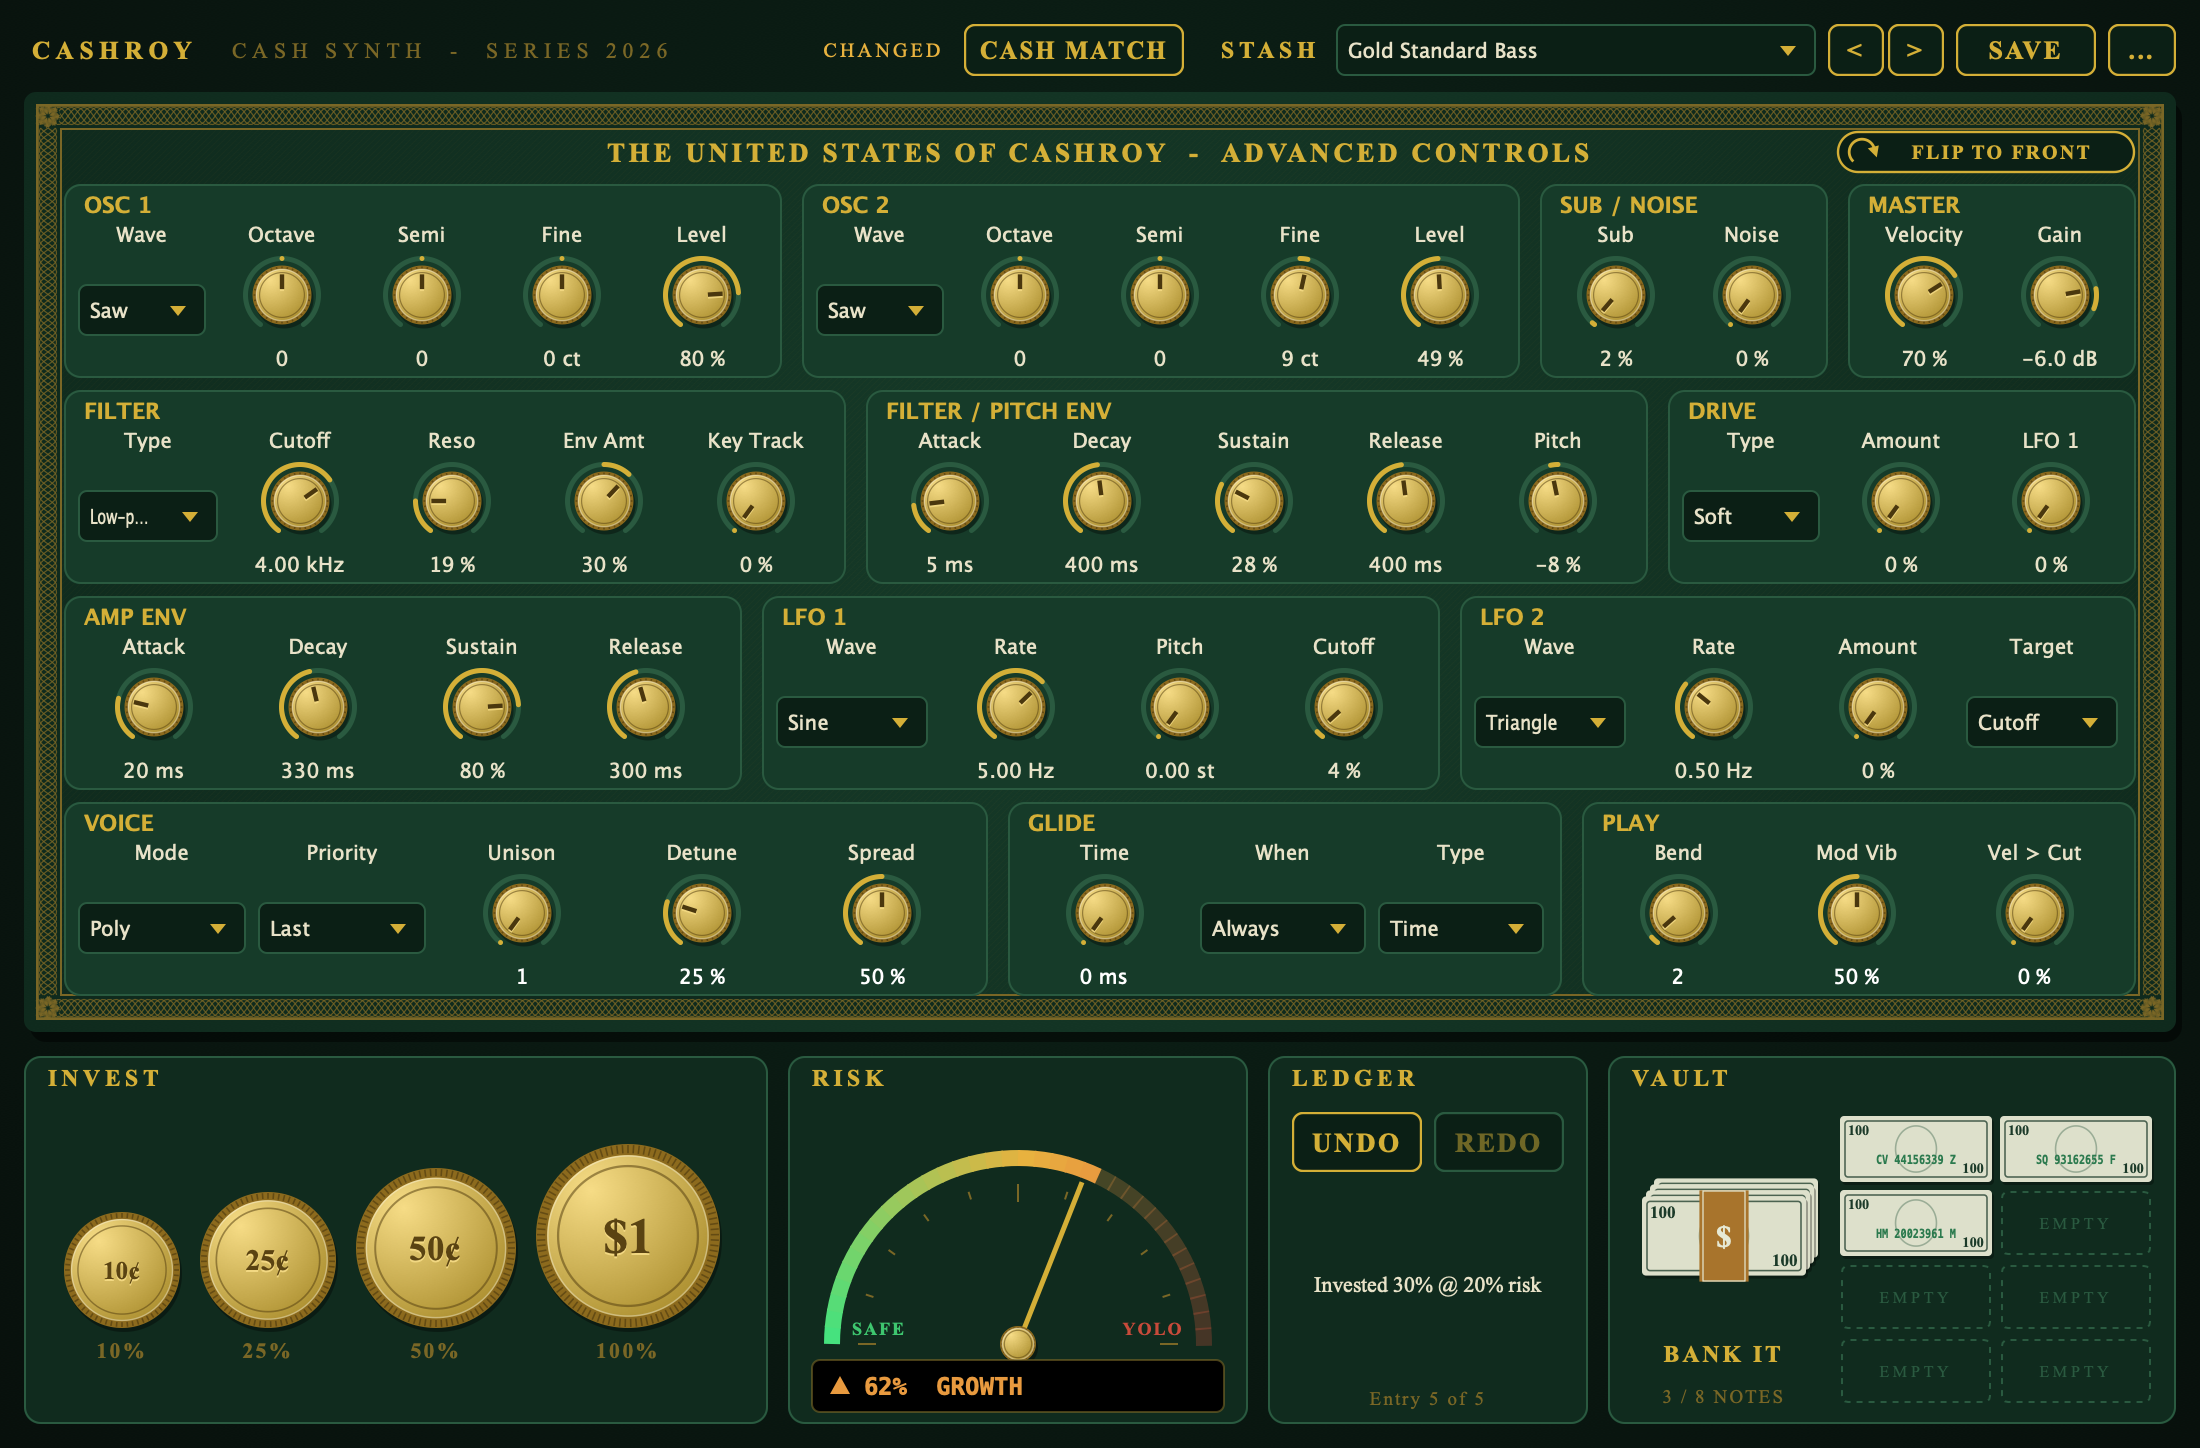 CASHROY CASH SYNTH - SERIES 2026 CHANGED CASH MATCH STASH Gold Standard Bass < > SAVE ...
THE UNITED STATES OF CASHROY - ADVANCED CONTROLS FLIP TO FRONT
OSC 1 OSC 2 SUB / NOISE MASTER
Wave Octave Semi Fine Level Wave Octave Semi Fine Level Sub Noise Velocity Gain
Saw Saw
0 0 0 ct 80 % 0 0 9 ct 49 % 2 % 0 % 70 % -6.0 dB
FILTER FILTER / PITCH ENV DRIVE
Type Cutoff Reso Env Amt Key Track Attack Decay Sustain Release Pitch Type Amount LFO 1
Low-p... Soft
4.00 kHz 19 % 30 % 0 % 5 ms 400 ms 28 % 400 ms -8 % 0 % 0 %
AMP ENV LFO 1 LFO 2
Attack Decay Sustain Release Wave Rate Pitch Cutoff Wave Rate Amount Target
Sine Triangle Cutoff
20 ms 330 ms 80 % 300 ms 5.00 Hz 0.00 st 4 % 0.50 Hz 0 %
VOICE GLIDE PLAY
Mode Priority Unison Detune Spread Time When Type Bend Mod Vib Vel > Cut
Poly Last Always Time
1 25 % 50 % 0 ms 2 50 % 0 %
INVEST
10¢ 25¢ 50¢ $1
10% 25% 50% 100%
RISK
SAFE YOLO
62% GROWTH
LEDGER
UNDO REDO
Invested 30% @ 20% risk
Entry 5 of 5
VAULT
100 $ 100
BANK IT
3 / 8 NOTES
100 CV 44156339 Z 100
100 SQ 93162655 F 100
100 HM 20023961 M 100
EMPTY
EMPTY EMPTY
EMPTY EMPTY